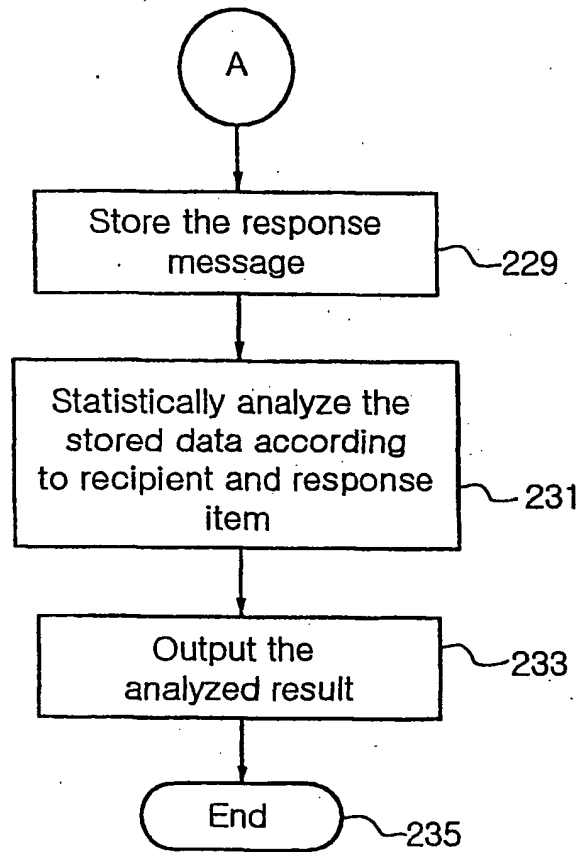 A
Store the response
message
229
Statistically analyze the
stored data according
to recipient and response
item
231
Output the
analyzed result
233
End
235